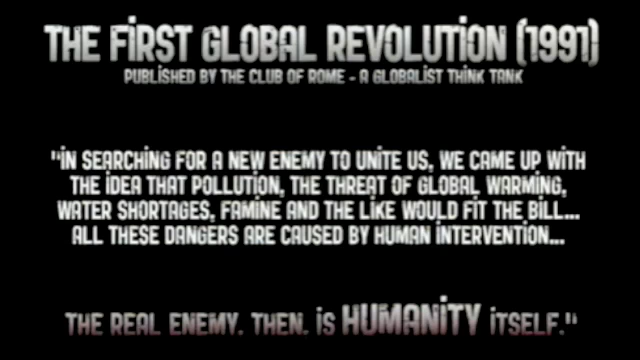 THE FIRST GLOBAL REVOLUTION (1991)
PUBLISHED BY THE CLUB OF ROME - A GLOBALIST THINK TANK
"IN SEARCHING FOR A NEW ENEMY TO UNITE US, WE CAME UP WITH
THE IDEA THAT POLLUTION, THE THREAT OF GLOBAL WARMING,
WATER SHORTAGES, FAMINE AND THE LIKE WOULD FIT THE BILL...
ALL THESE DANGERS ARE CAUSED BY HUMAN INTERVENTION...
THE REAL ENEMY, THEN, IS HUMANITY ITSELF."